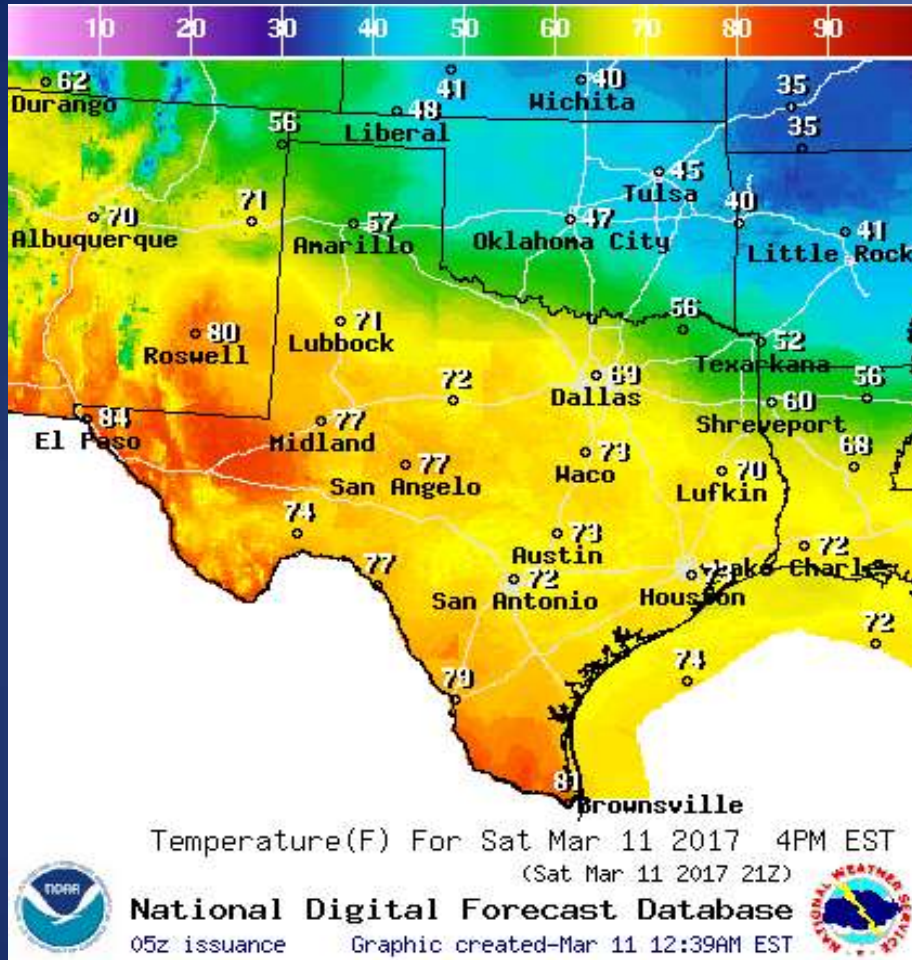 10 20 30 40 50 60 70 80 90
62
Durango
41
40
Wichita
35
48
Liberal
35
56
45
Tulsa
70
Albuquerque
71
57
Amarillo
47
Oklahoma City
40
41
Little Rock
80
Roswell
71
Lubbock
56
52
Texarkana
69
Dallas
72
60
Shreveport
56
84
El Paso
77
Midland
77
San Angelo
73
Waco
70
Lufkin
68
74
73
Austin
72
Lake Charles
77
72
San Antonio
Houston
72
74
79
81
Brownsville
Temperature(F) For Sat Mar 11 2017 4PM EST
(Sat Mar 11 2017 21Z)
NOAA
National Digital Forecast Database
05z issuance Graphic created-Mar 11 12:39AM EST
NATIONAL WEATHER SERVICE